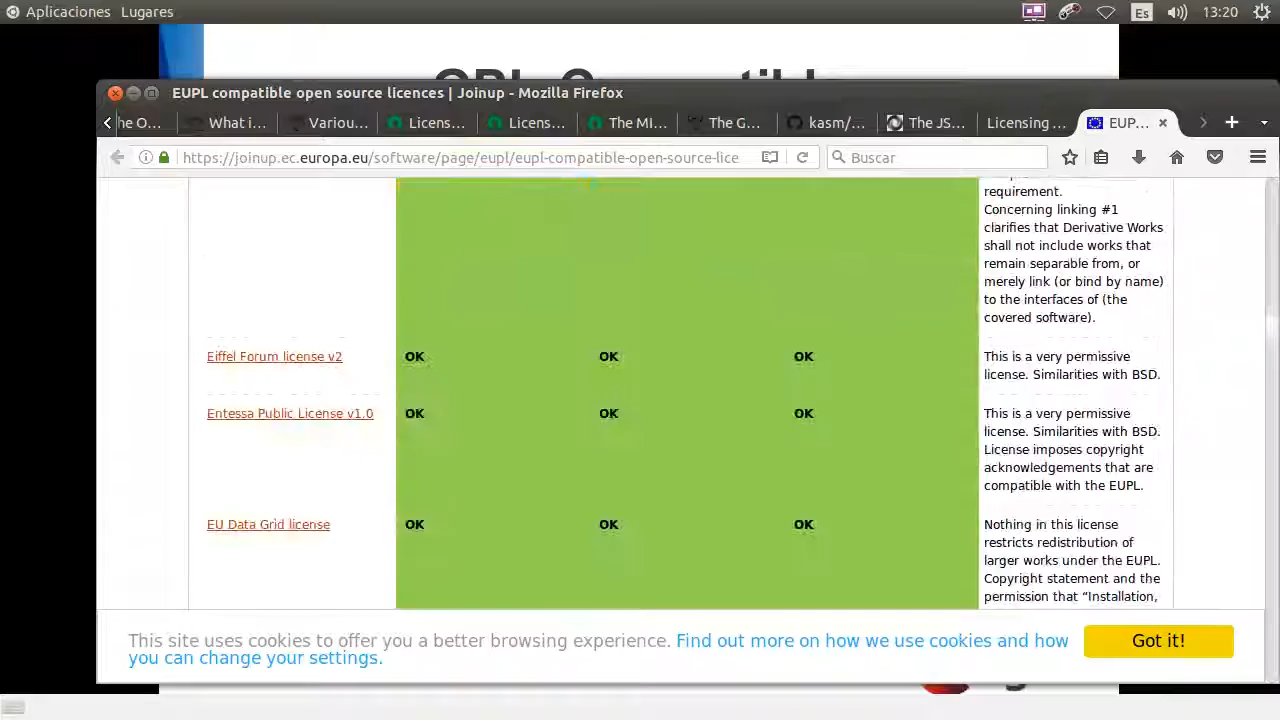 Aplicaciones Lugares
Es 13:20
EUPL compatible open source licences | Joinup - Mozilla Firefox
he O... What i... Variou... Licens... Licens... The MI... The G... kasm/... The JS... Licensing ... EUP...
https://joinup.ec.europa.eu/software/page/eupl/eupl-compatible-open-source-lice
Buscar
requirement.
Concerning linking #1
clarifies that Derivative Works
shall not include works that
remain separable from, or
merely link (or bind by name)
to the interfaces of (the
covered software).
Eiffel Forum license v2 OK OK OK This is a very permissive
license. Similarities with BSD.
Entessa Public License v1.0 OK OK OK This is a very permissive
license. Similarities with BSD.
License imposes copyright
acknowledgements that are
compatible with the EUPL.
EU Data Grid license OK OK OK Nothing in this license
restricts redistribution of
larger works under the EUPL.
Copyright statement and the
permission that “Installation,
This site uses cookies to offer you a better browsing experience. Find out more on how we use cookies and how
you can change your settings.
Got it!